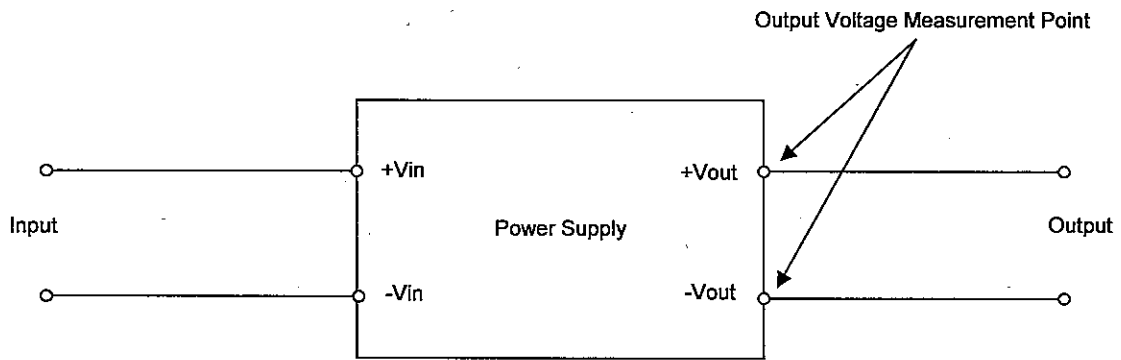 Output Voltage Measurement Point
+Vin
+Vout
Input
Power Supply
Output
-Vin
-Vout